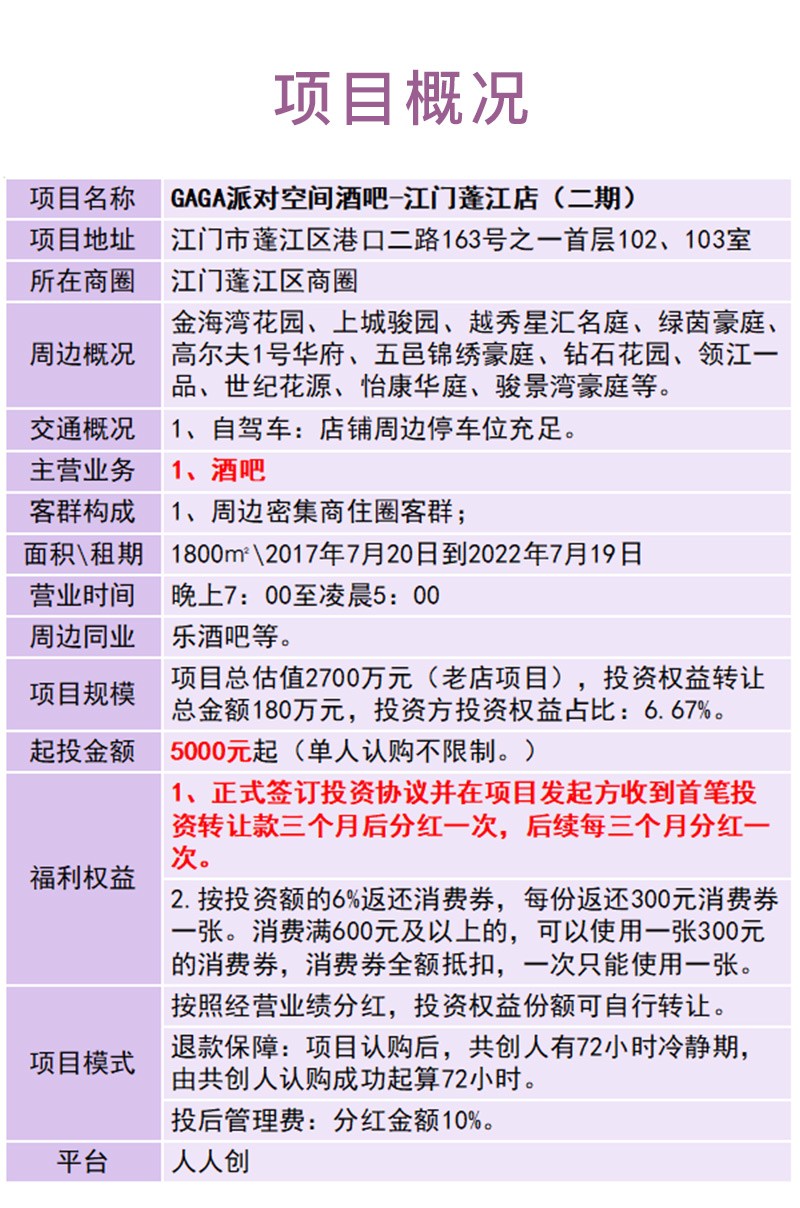 项目概况
项目名称 GAGA派对空间酒吧-江门蓬江店（二期）
项目地址 江门市蓬江区港口二路163号之一首层102、103室
所在商圈 江门蓬江区商圈
周边概况 金海湾花园、上城骏园、越秀星汇名庭、绿茵豪庭、
高尔夫1号华府、五邑锦绣豪庭、钻石花园、领江一
品、世纪花源、怡康华庭、骏景湾豪庭等。
交通概况 1、自驾车：店铺周边停车位充足。
主营业务 1、酒吧
客群构成 1、周边密集商住圈客群；
面积\租期 1800㎡\2017年7月20日到2022年7月19日
营业时间 晚上7：00至凌晨5：00
周边同业 乐酒吧等。
项目规模 项目总估值2700万元（老店项目），投资权益转让
总金额180万元，投资方投资权益占比：6.67%。
起投金额 5000元起（单人认购不限制。）
福利权益 1、正式签订投资协议并在项目发起方收到首笔投
资转让款三个月后分红一次，后续每三个月分红一
次。
2.按投资额的6%返还消费券，每份返还300元消费券
一张。消费满600元及以上的，可以使用一张300元
的消费券，消费券全额抵扣，一次只能使用一张。
项目模式 按照经营业绩分红，投资权益份额可自行转让。
退款保障：项目认购后，共创人有72小时冷静期，
由共创人认购成功起算72小时。
投后管理费：分红金额10%。
平台 人人创